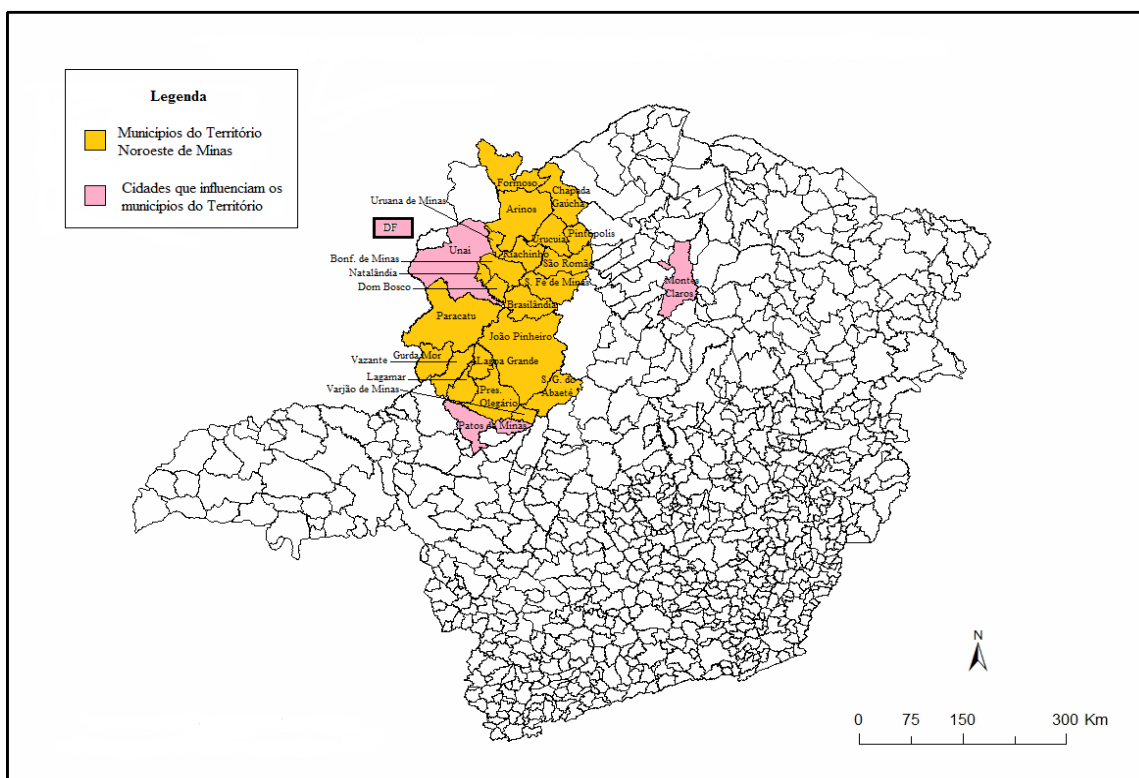 Legenda
Municipios do Território
Noroeste de Minas
Cidades que influenciam os
municipios do Território
Formoso
Chapada
Gaúcha
Uruana de Minas
Arinos
DF
Urucuia
Pintópolis
Unai
Riachinho
Bonf. de Minas
São Romão
Natalândia
S. Fé de Minas
Dom Bosco
Montes
Claros
Brasilândia
Paracatu
João Pinheiro
Gurda Mor
Vazante
Lagoa Grande
Lagamar
S. G. do
Abaeté
Varjão de Minas
Pres.
Olegário
Patos de Minas
N
0 75 150 300 Km